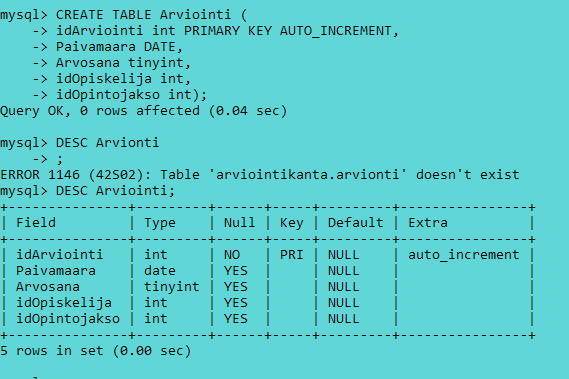 mysql> CREATE TABLE Arviointi (
    -> idArviointi int PRIMARY KEY AUTO_INCREMENT,
    -> Paivamaara DATE,
    -> Arvosana tinyint,
    -> idOpiskelija int,
    -> idOpintojakso int);
Query OK, 0 rows affected (0.04 sec)

mysql> DESC Arvionti
    -> ;
ERROR 1146 (42S02): Table 'arviointikanta.arvionti' doesn't exist
mysql> DESC Arviointi;
+---------------+---------+------+-----+---------+----------------+
| Field         | Type    | Null | Key | Default | Extra          |
+---------------+---------+------+-----+---------+----------------+
| idArviointi   | int     | NO   | PRI | NULL    | auto_increment |
| Paivamaara    | date    | YES  |     | NULL    |                |
| Arvosana      | tinyint | YES  |     | NULL    |                |
| idOpiskelija  | int     | YES  |     | NULL    |                |
| idOpintojakso | int     | YES  |     | NULL    |                |
+---------------+---------+------+-----+---------+----------------+
5 rows in set (0.00 sec)